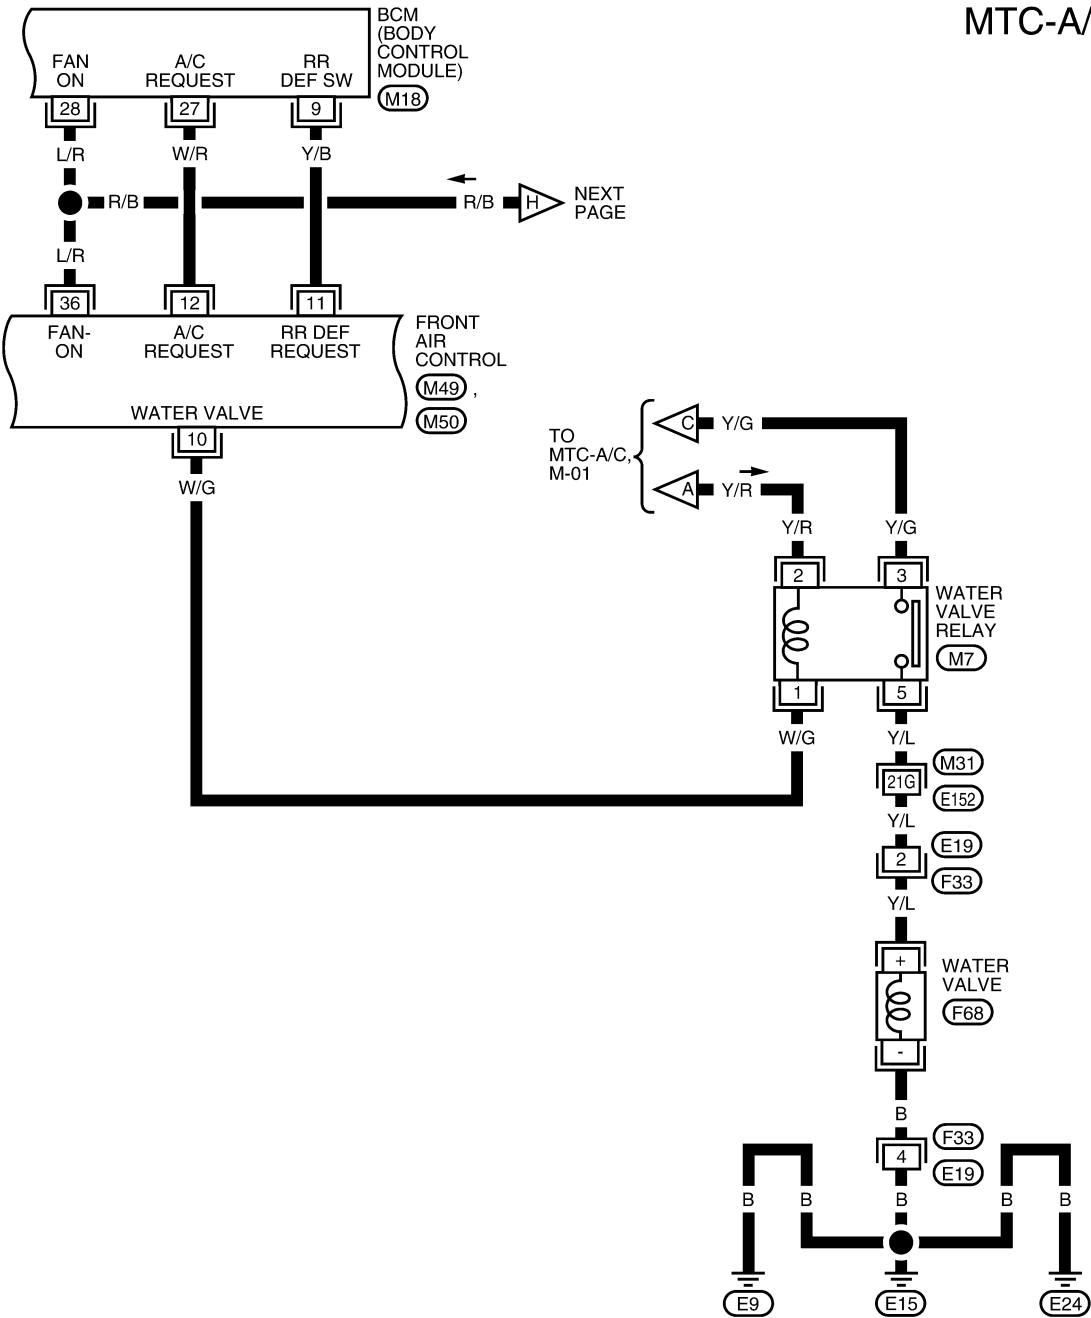 MTC-A/
BCM
(BODY
CONTROL
MODULE)
M18
FAN
ON
A/C
REQUEST
RR
DEF SW
28
27
9
L/R
W/R
Y/B
R/B
R/B
H
NEXT
PAGE
L/R
36
12
11
FAN-
ON
A/C
REQUEST
RR DEF
REQUEST
FRONT
AIR
CONTROL
M49 ,
M50
WATER VALVE
10
W/G
TO
MTC-A/C,
M-01
C
Y/G
A
Y/R
Y/R
Y/G
2
3
WATER
VALVE
RELAY
M7
1
5
W/G
Y/L
21G
M31
E152
Y/L
2
E19
F33
Y/L
+
WATER
VALVE
F68
-
B
4
F33
E19
B
B
B
B
B
E9
E15
E24